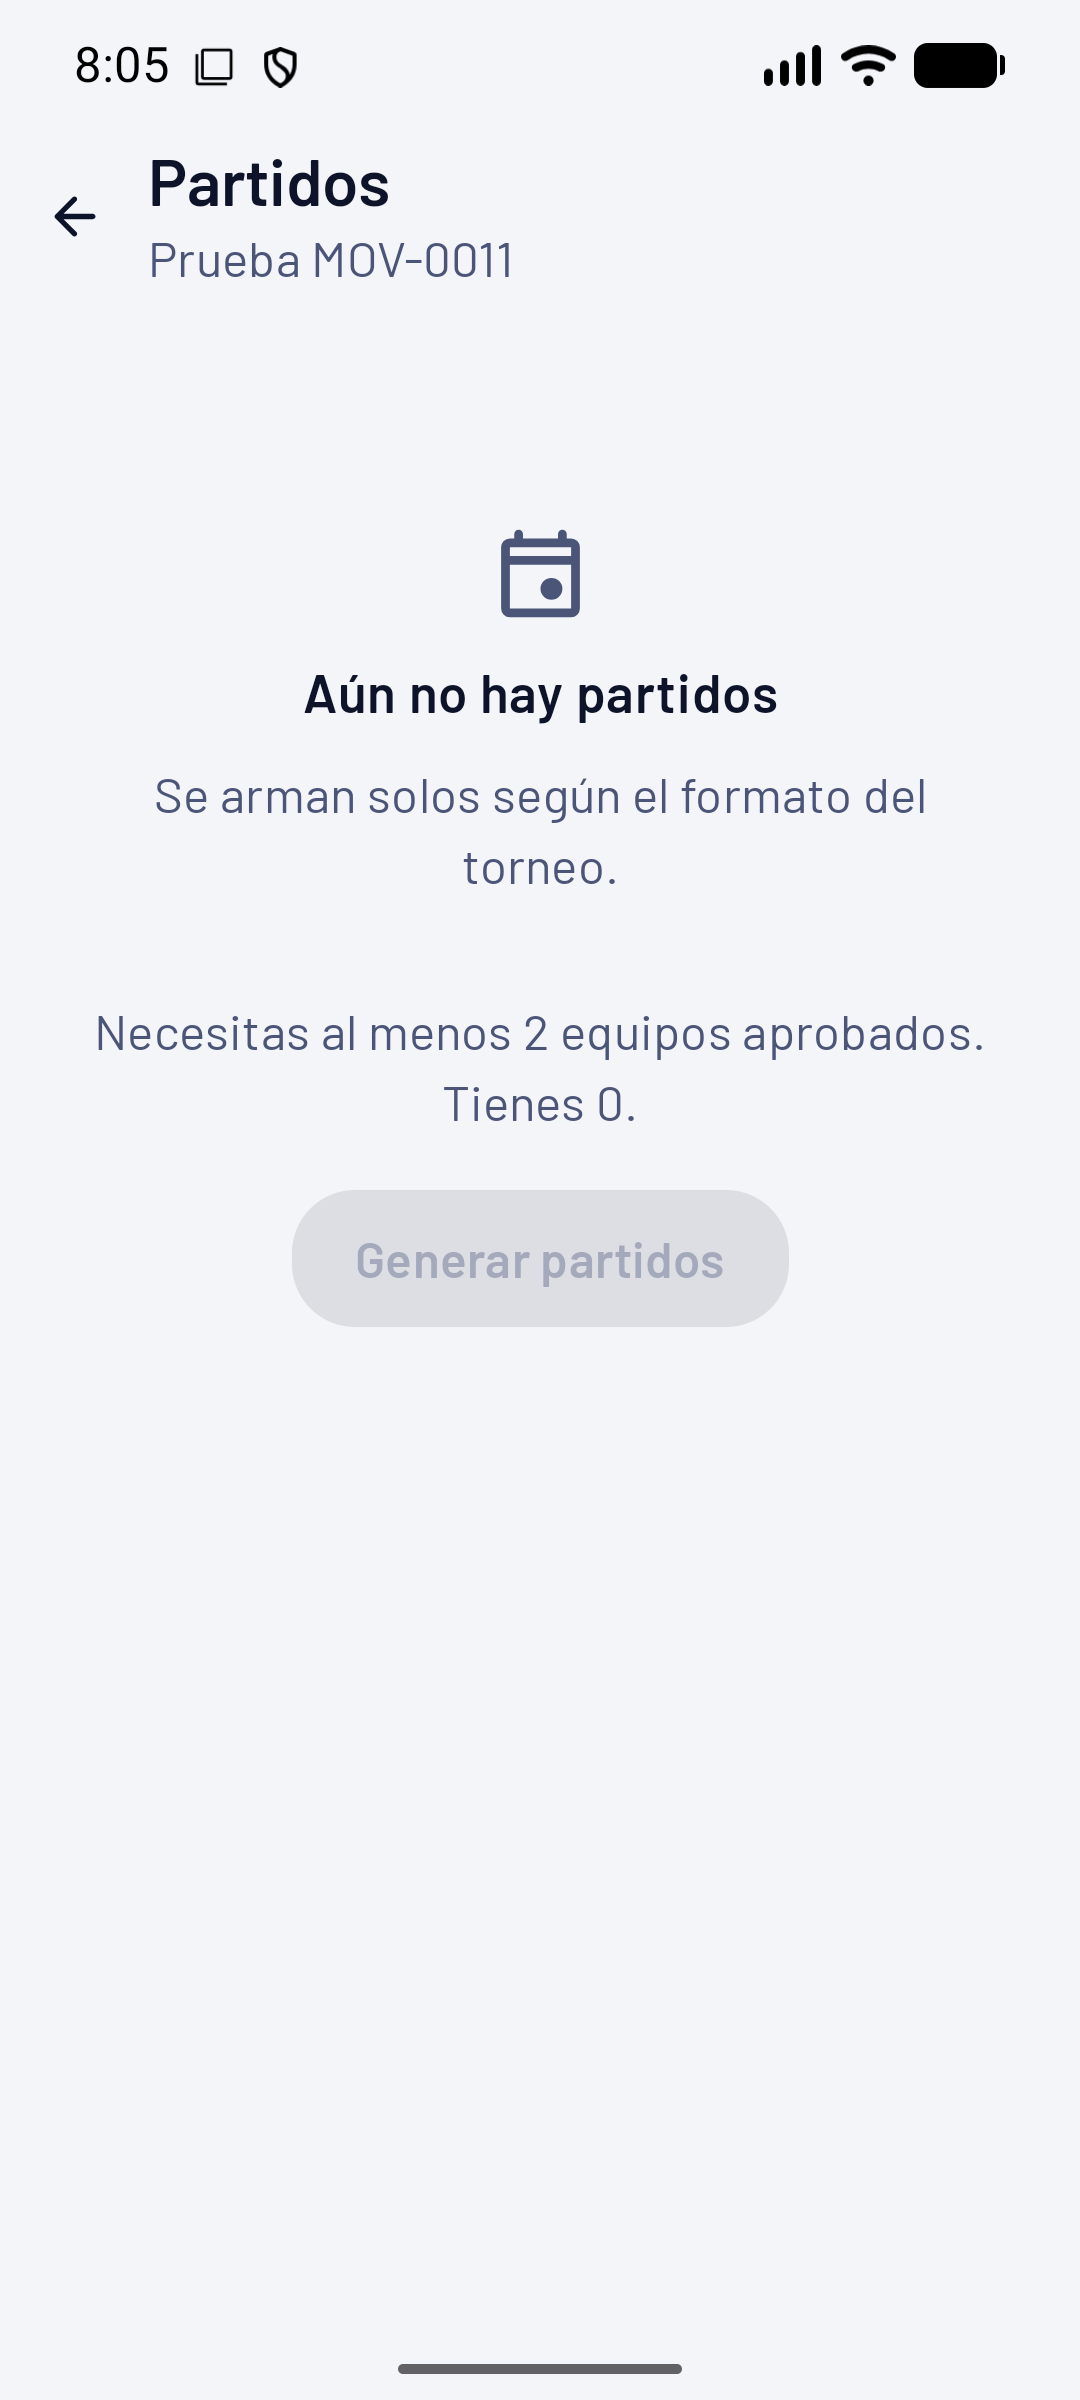 8:05
Partidos
Prueba MOV-0011
Aún no hay partidos
Se arman solos según el formato del
torneo.
Necesitas al menos 2 equipos aprobados.
Tienes 0.
Generar partidos